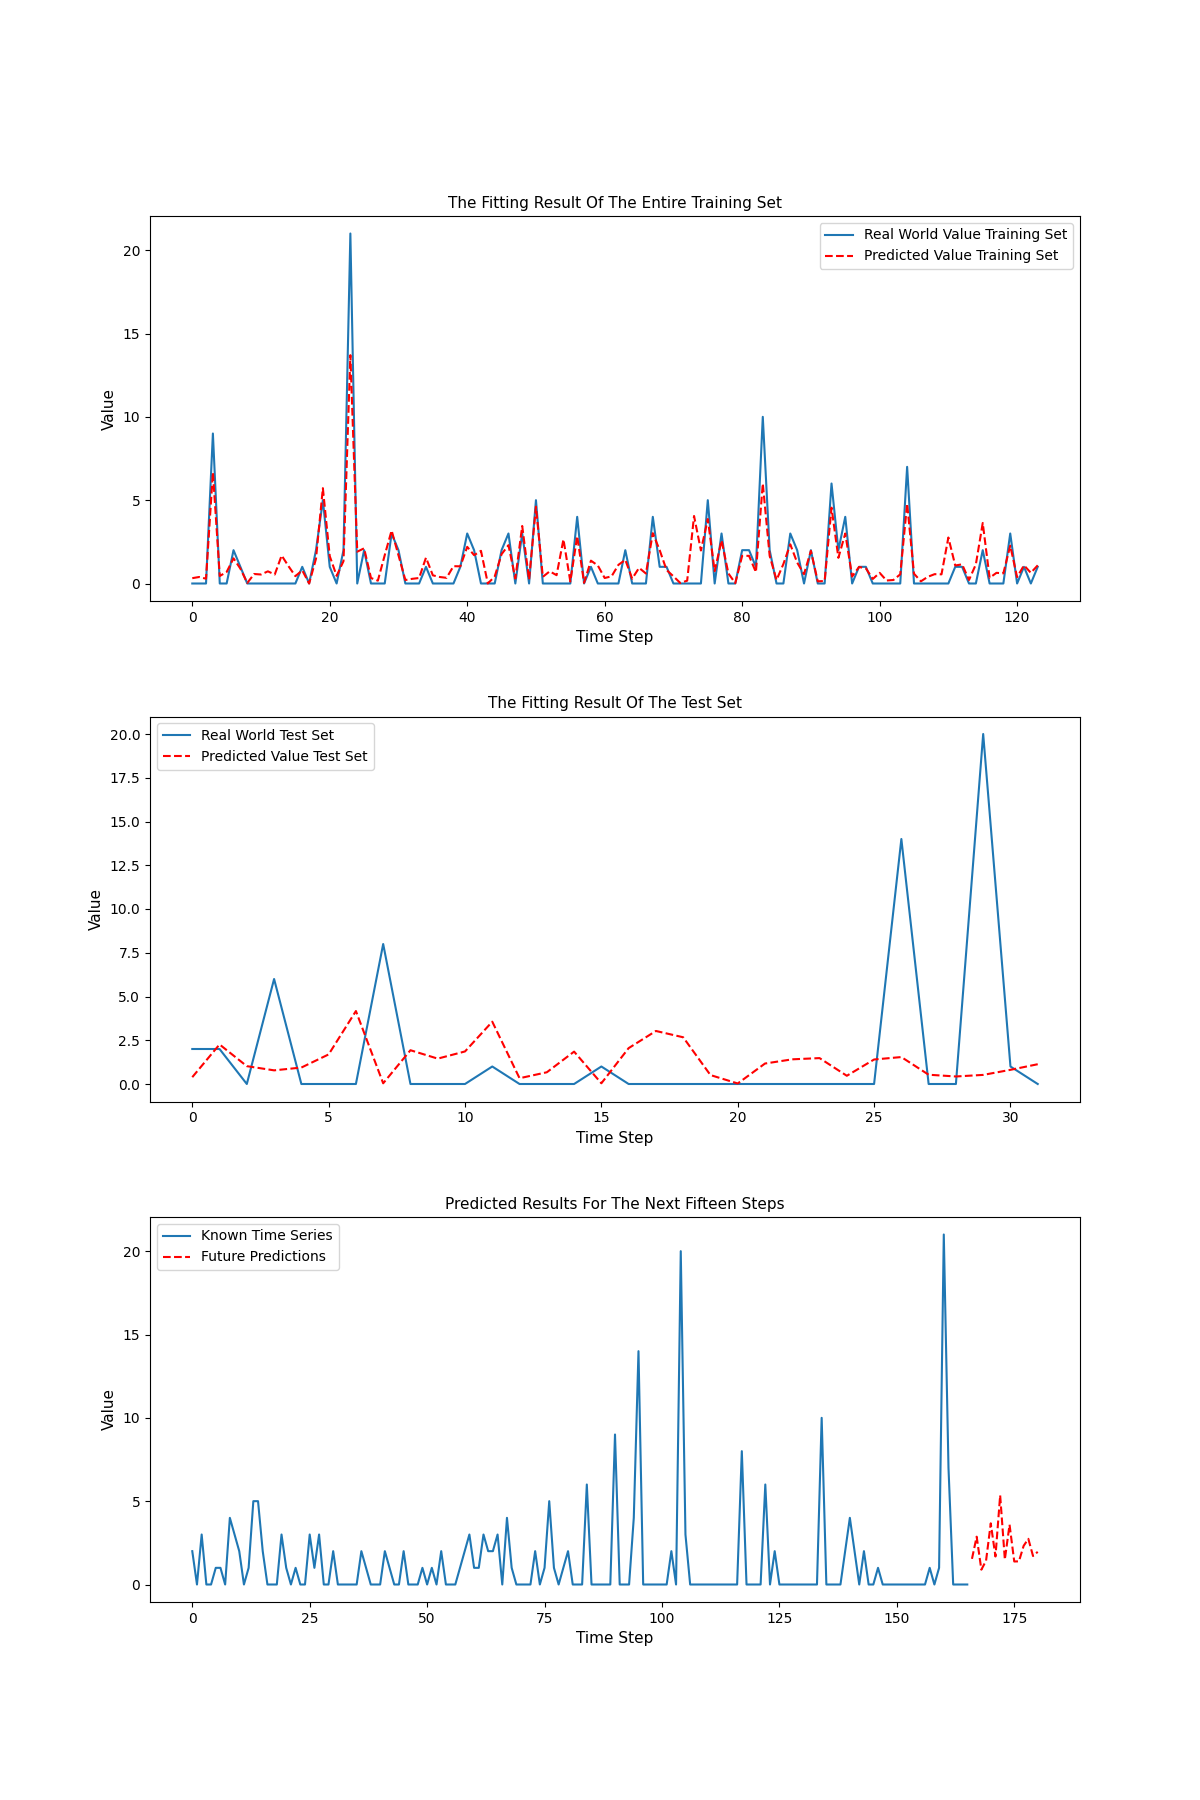 The Fitting Result Of The Entire Training Set
Real World Value Training Set
Predicted Value Training Set
Value
20
15
10
5
0
0 20 40 60 80 100 120
Time Step
The Fitting Result Of The Test Set
Real World Test Set
Predicted Value Test Set
Value
20.0
17.5
15.0
12.5
10.0
7.5
5.0
2.5
0.0
0 5 10 15 20 25 30
Time Step
Predicted Results For The Next Fifteen Steps
Known Time Series
Future Predictions
Value
20
15
10
5
0
0 25 50 75 100 125 150 175
Time Step